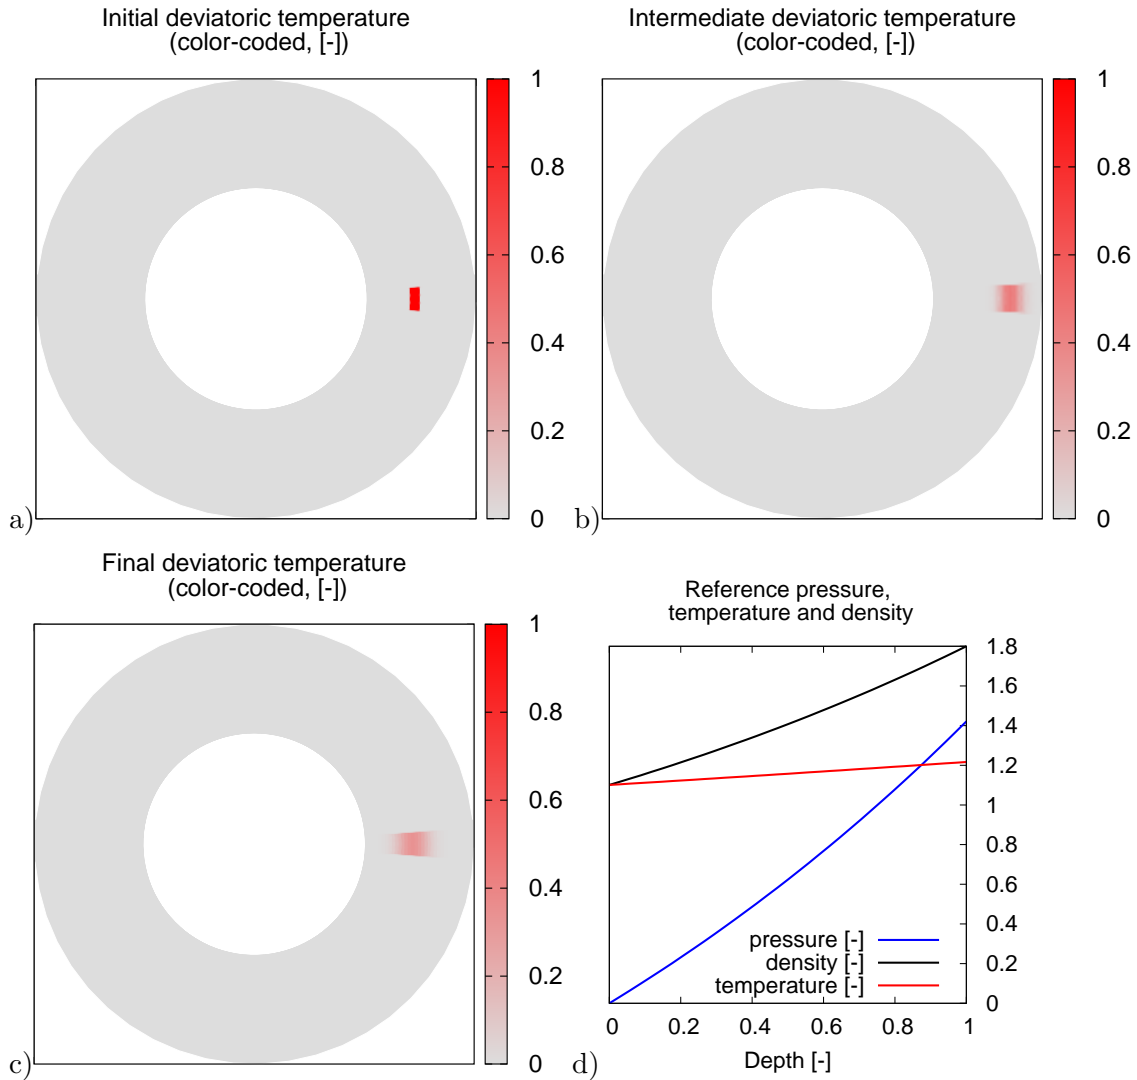 Initial deviatoric temperature
(color-coded, [-])
1
0.8
0.6
0.4
0.2
0
a)
Intermediate deviatoric temperature
(color-coded, [-])
1
0.8
0.6
0.4
0.2
0
b)
Final deviatoric temperature
(color-coded, [-])
1
0.8
0.6
0.4
0.2
0
c)
Reference pressure,
temperature and density
1.8
1.6
1.4
1.2
1
0.8
0.6
0.4
0.2
0
pressure [-]
density [-]
temperature [-]
0 0.2 0.4 0.6 0.8 1
Depth [-]
d)